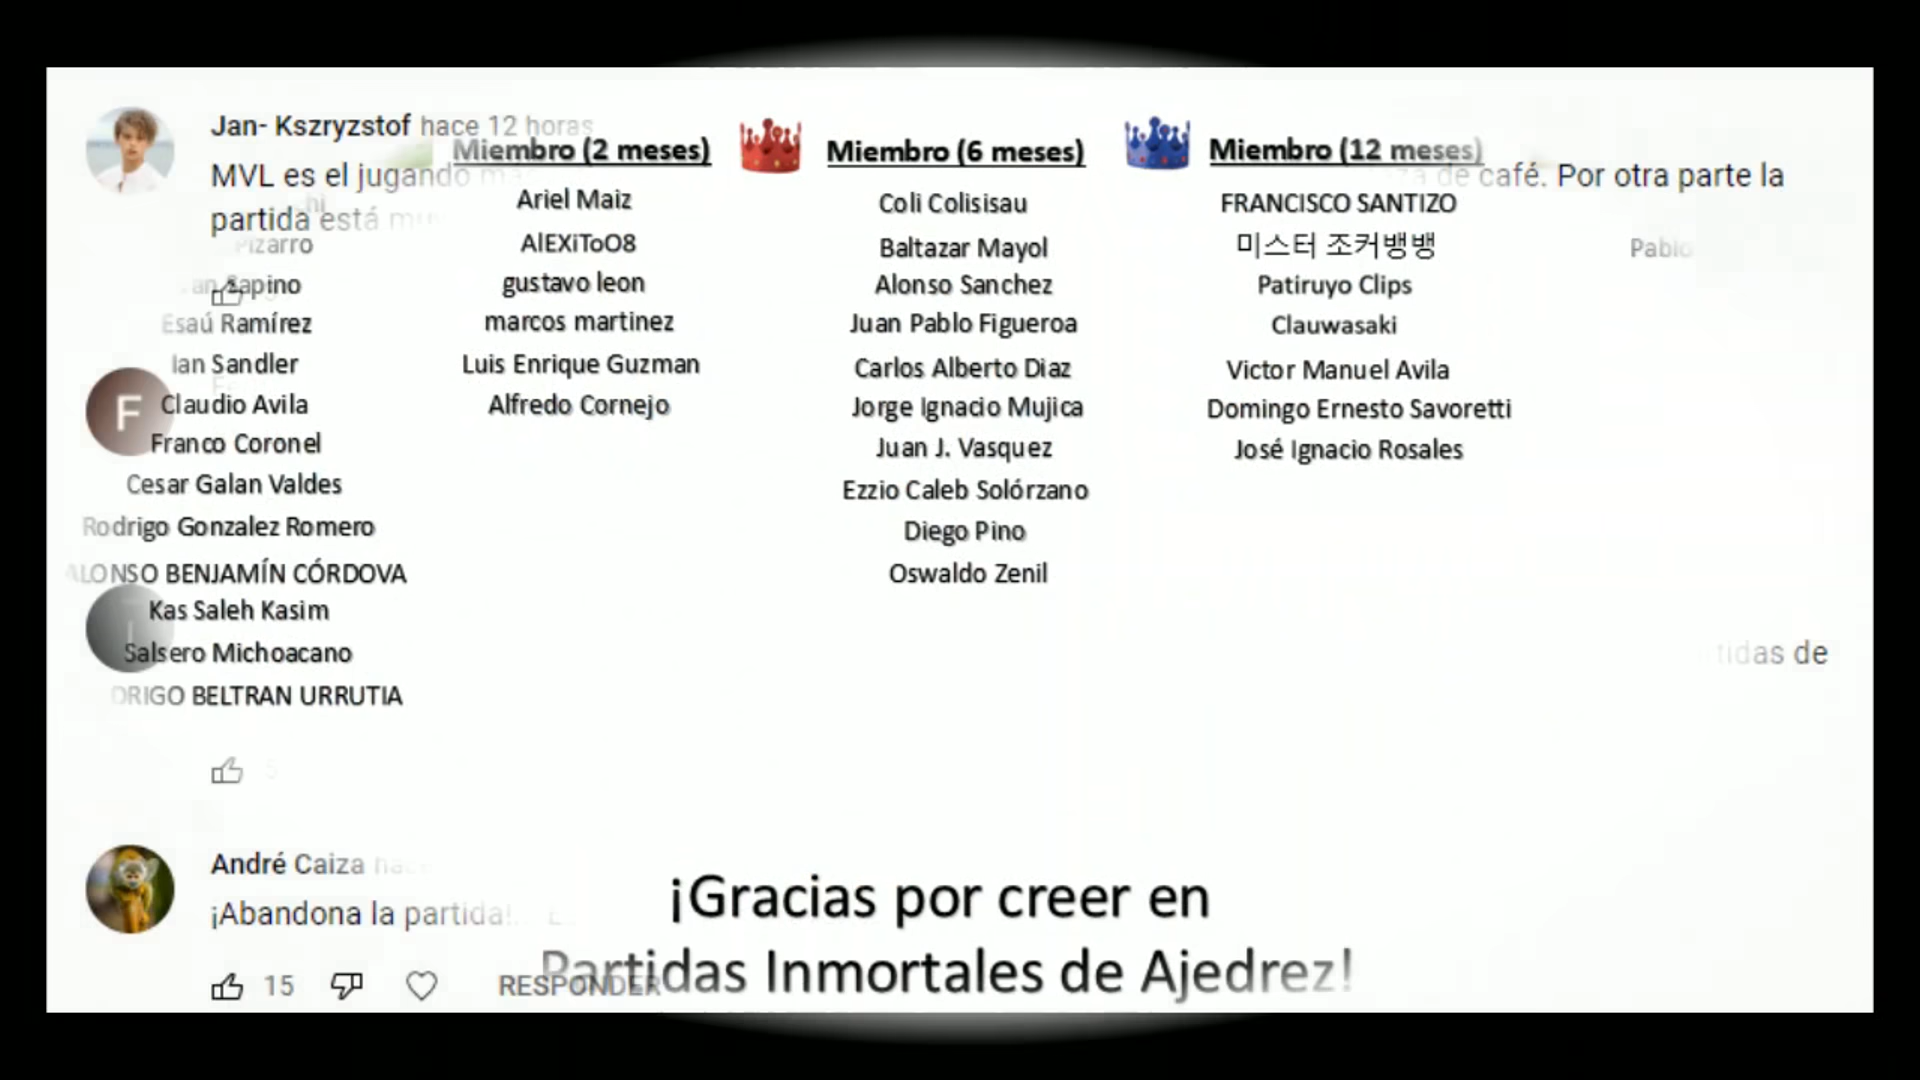 Jan- Kszryzstof hace 12 horas
MVL es el jugando
café. Por otra parte la
partida está
Pizarro
Sapino
Esaú Ramírez
Ian Sandler
F
Claudio Avila
Franco Coronel
Cesar Galan Valdes
Rodrigo Gonzalez Romero
ALONSO BENJAMÍN CÓRDOVA
Kas Saleh Kasim
Salsero Michoacano
BELTRAN URRUTIA
Miembro (2 meses)
Ariel Maiz
AlEXiToO8
gustavo leon
marcos martinez
Luis Enrique Guzman
Alfredo Cornejo
Miembro (6 meses)
Coli Colisisau
Baltazar Mayol
Alonso Sanchez
Juan Pablo Figueroa
Carlos Alberto Diaz
Jorge Ignacio Mujica
Juan J. Vasquez
Ezzio Caleb Solórzano
Diego Pino
Oswaldo Zenil
Miembro (12 meses)
FRANCISCO SANTIZO
미스터 조커뱅뱅
Patiruyo Clips
Clauwasaki
Victor Manuel Avila
Domingo Ernesto Savoretti
José Ignacio Rosales
Pablo
de
5
André Caiza
¡Abandona la partida!
15
RESPONDER
¡Gracias por creer en
Partidas Inmortales de Ajedrez!